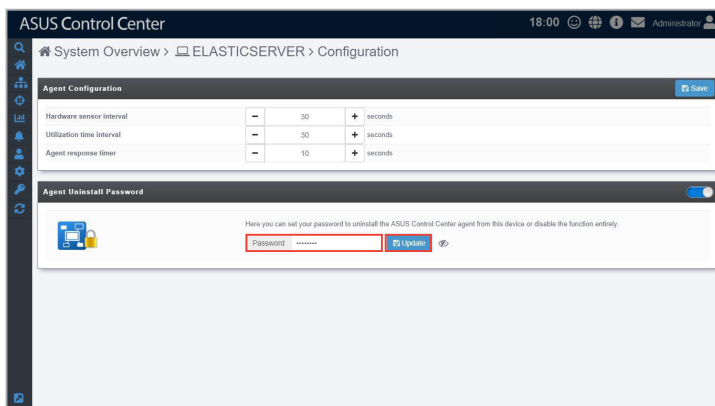 ASUS Control Center
18:00
Administrator
System Overview > ELASTICSERVER > Configuration
Agent Configuration
Save
Hardware sensor interval
30
seconds
Utilization time interval
30
seconds
Agent response timer
10
seconds
Agent Uninstall Password
Here you can set your password to uninstall the ASUS Control Center agent from this device or disable the function entirely.
Password ········
Update